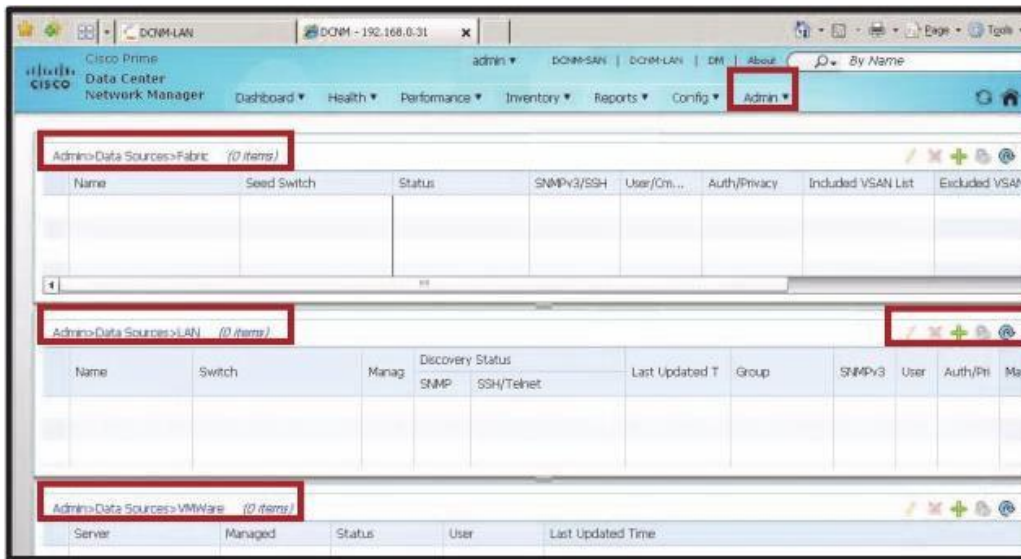 DCNM-LAN
DCNM - 192.168.0.31
Page
Tools
Cisco Prime
Data Center
Network Manager
CISCO
admin
DCNM-SAN | DCNM-LAN | DM | About
By Name
Dashboard
Health
Performance
Inventory
Reports
Config
Admin
Admin>Data Sources>Fabric (0 items)
Name Seed Switch Status SNMPv3/SSH User/Cm... Auth/Privacy Included VSAN List Excluded VSAN
Admin>Data Sources>LAN (0 items)
Name Switch Manag Discovery Status Last Updated T Group SNMPv3 User Auth/Pri Ma
SNMP SSH/Telnet
Admin>Data Sources>VMWare (0 items)
Server Managed Status User Last Updated Time